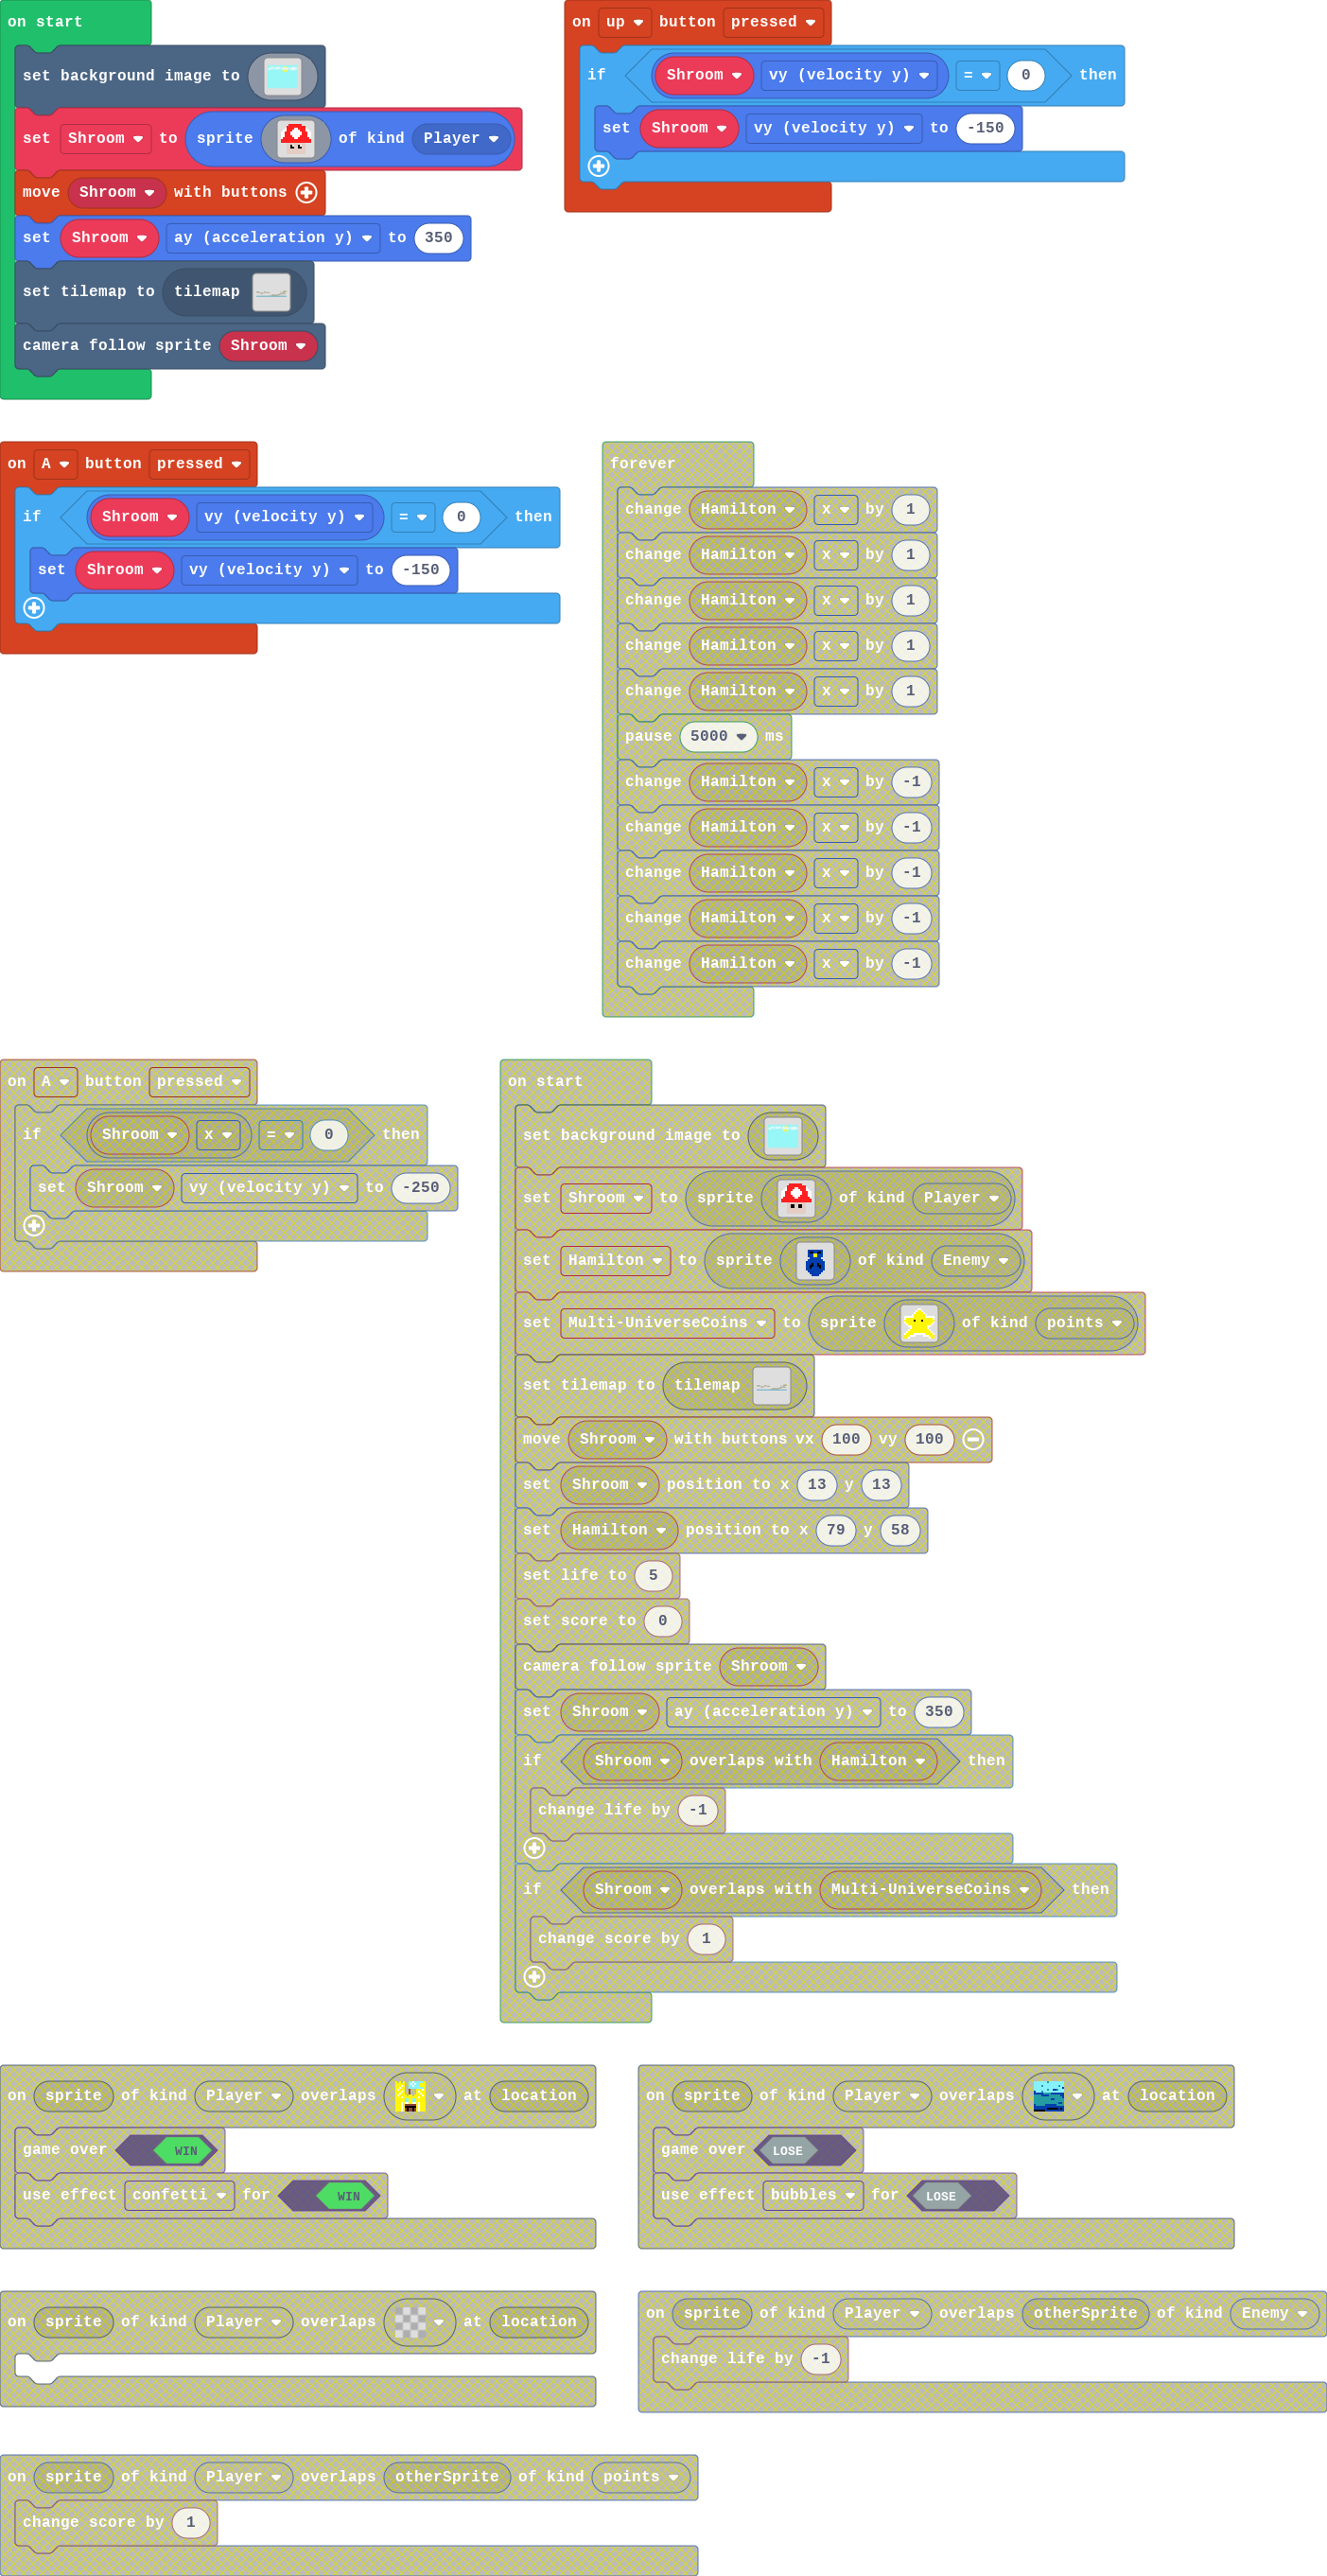 on start
set background image to
set Shroom to sprite of kind Player
move Shroom with buttons
set Shroom ay (acceleration y) to 350
set tilemap to tilemap
camera follow sprite Shroom
on up button pressed
if Shroom vy (velocity y) = 0 then
set Shroom vy (velocity y) to -150
on A button pressed
if Shroom vy (velocity y) = 0 then
set Shroom vy (velocity y) to -150
forever
change Hamilton x by 1
change Hamilton x by 1
change Hamilton x by 1
change Hamilton x by 1
change Hamilton x by 1
pause 5000 ms
change Hamilton x by -1
change Hamilton x by -1
change Hamilton x by -1
change Hamilton x by -1
change Hamilton x by -1
on A button pressed
if Shroom x = 0 then
set Shroom vy (velocity y) to -250
on start
set background image to
set Shroom to sprite of kind Player
set Hamilton to sprite of kind Enemy
set Multi-UniverseCoins to sprite of kind points
set tilemap to tilemap
move Shroom with buttons vx 100 vy 100
set Shroom position to x 13 y 13
set Hamilton position to x 79 y 58
set life to 5
set score to 0
camera follow sprite Shroom
set Shroom ay (acceleration y) to 350
if Shroom overlaps with Hamilton then
change life by -1
if Shroom overlaps with Multi-UniverseCoins then
change score by 1
on sprite of kind Player overlaps at location
game over WIN
use effect confetti for WIN
on sprite of kind Player overlaps at location
game over LOSE
use effect bubbles for LOSE
on sprite of kind Player overlaps at location
on sprite of kind Player overlaps otherSprite of kind Enemy
change life by -1
on sprite of kind Player overlaps otherSprite of kind points
change score by 1